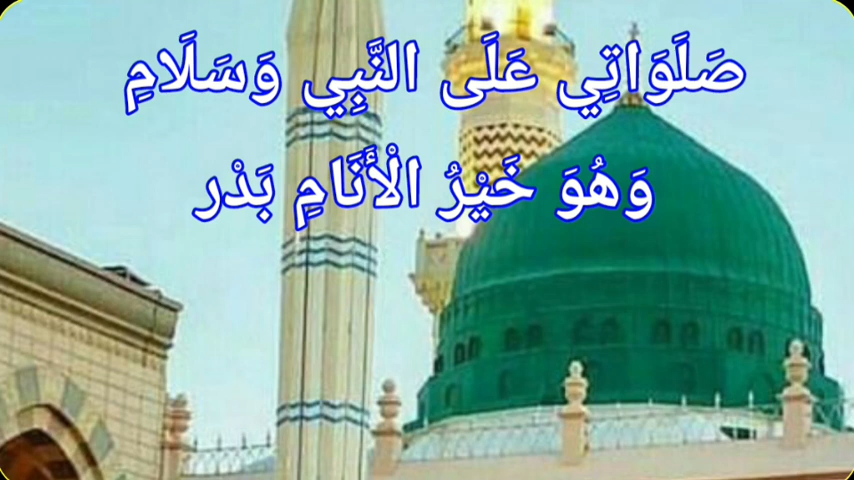 صَلَوَاتِي عَلَى النَّبِي وَسَلَامِ
وَهُوَ خَيْرُ الْأَنَامِ بَدْر